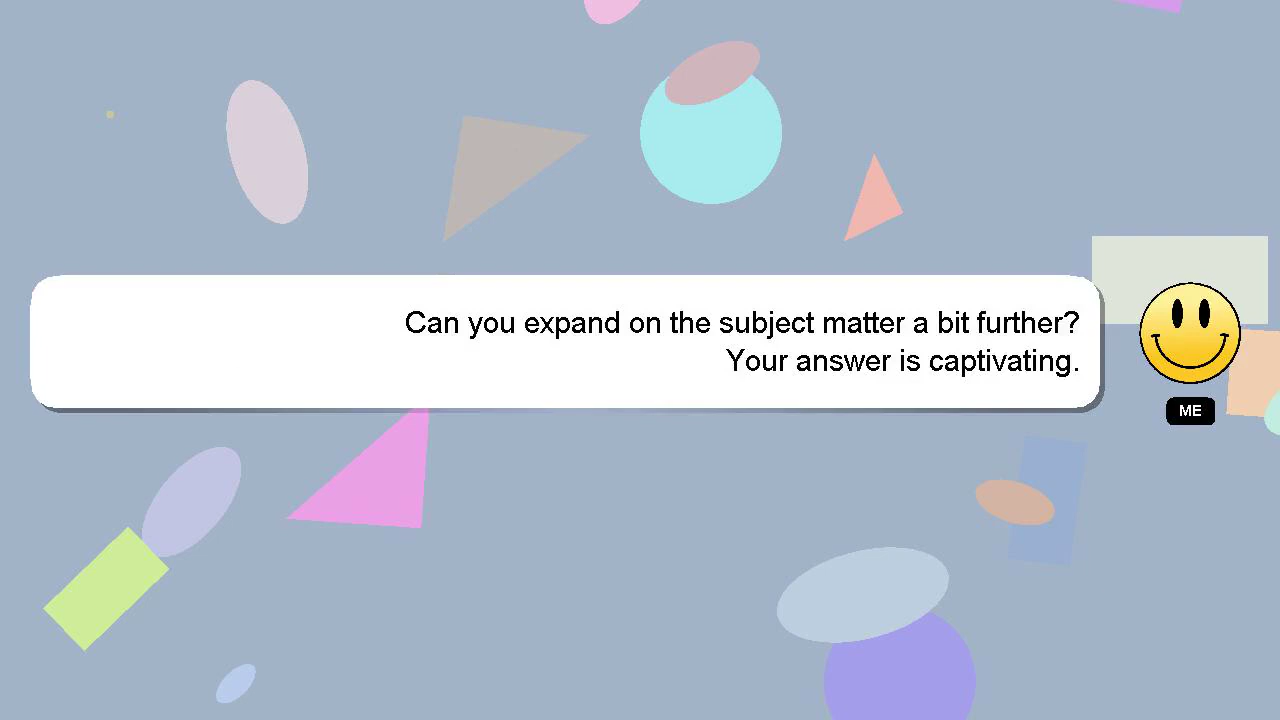 Can you expand on the subject matter a bit further?
Your answer is captivating.
ME